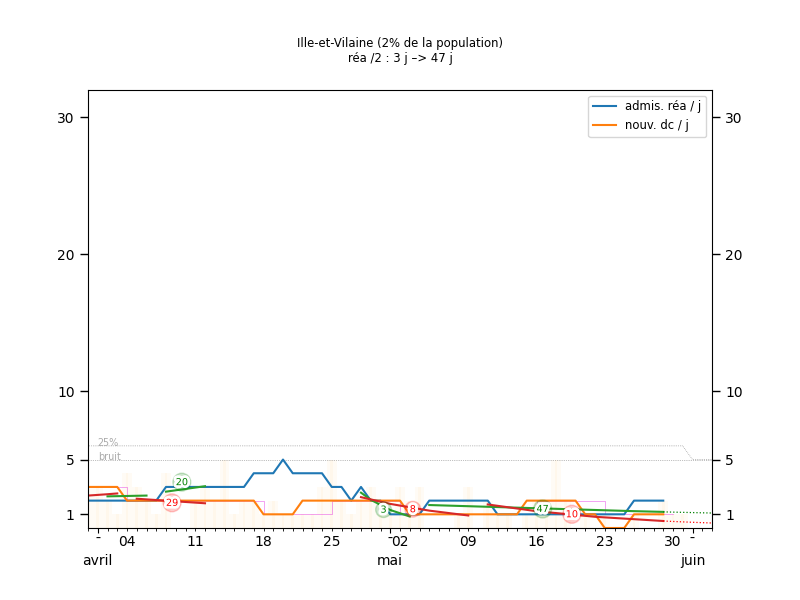 Ille-et-Vilaine (2% de la population)
réa /2 : 3 j –> 47 j
admis. réa / j
nouv. dc / j
30 30
20 20
10 10
25%
5 bruit 5
20
29
3
8
47
10
1 1
- 04 11 18 25 - 02 09 16 23 30 -
avril mai juin